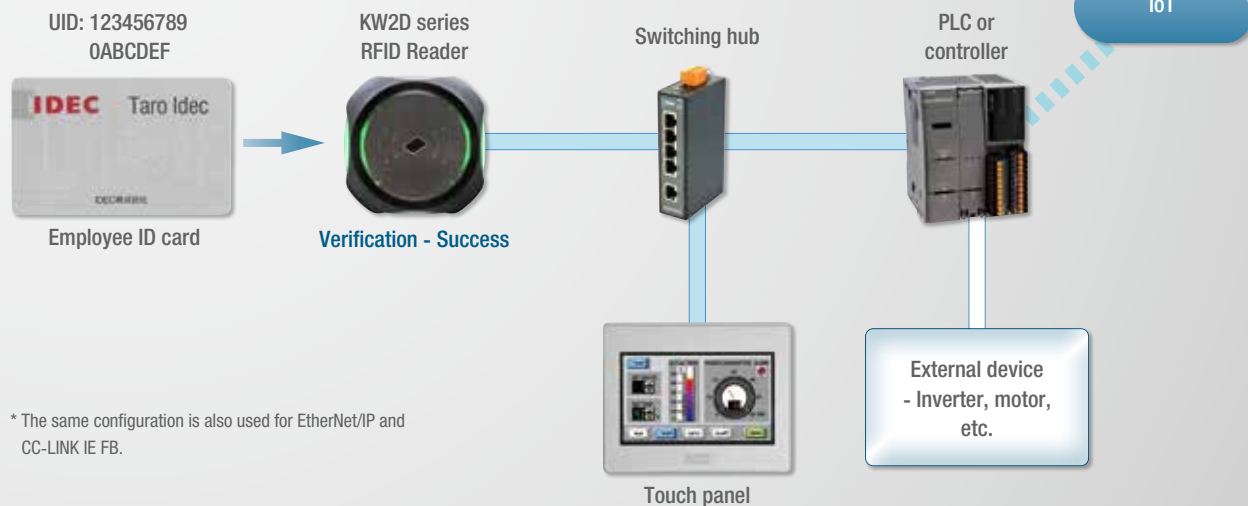 IoT
UID: 123456789
0ABCDEF
KW2D series
RFID Reader
Switching hub
PLC or
controller
IDEC Taro Idec
Employee ID card
Verification - Success
External device
- Inverter, motor,
etc.
* The same configuration is also used for EtherNet/IP and
CC-LINK IE FB.
Touch panel